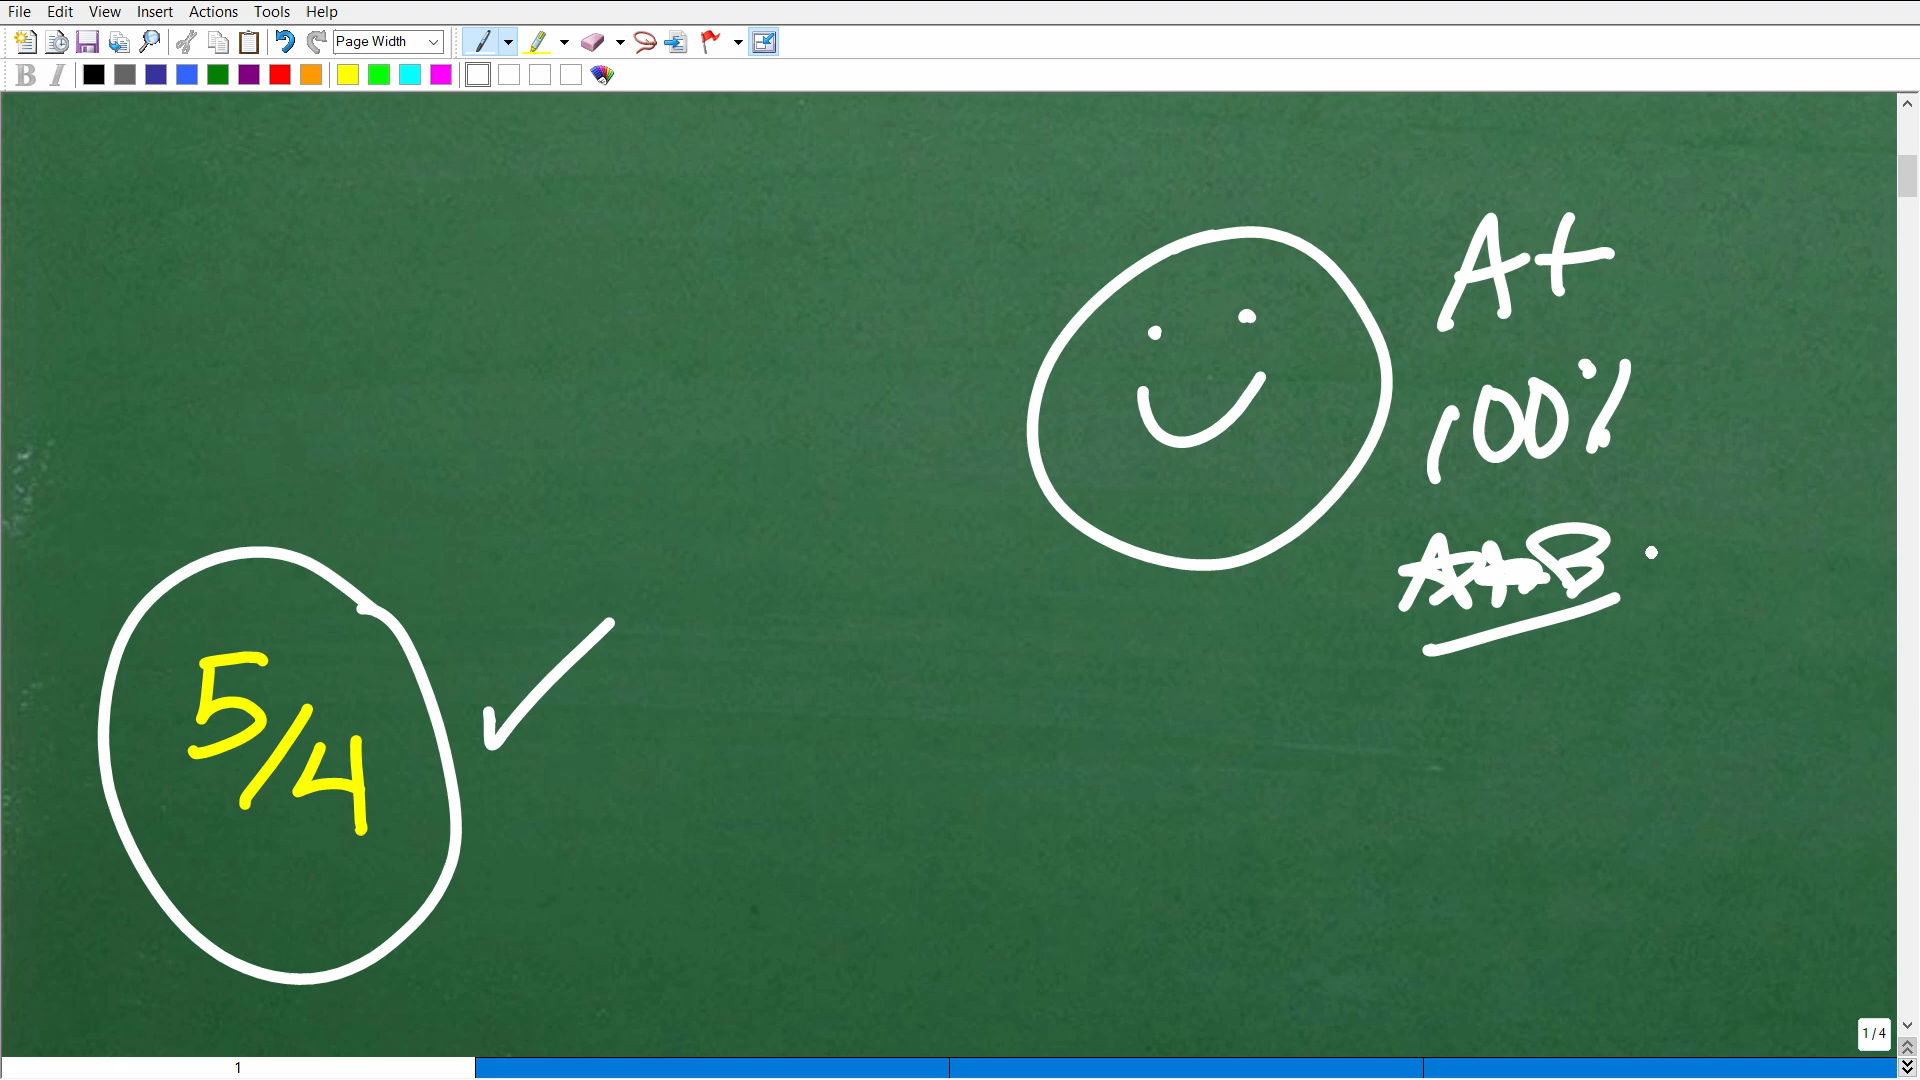 File Edit View Insert Actions Tools Help
Page Width
B I
A+
100%
5/4
1 / 4
1